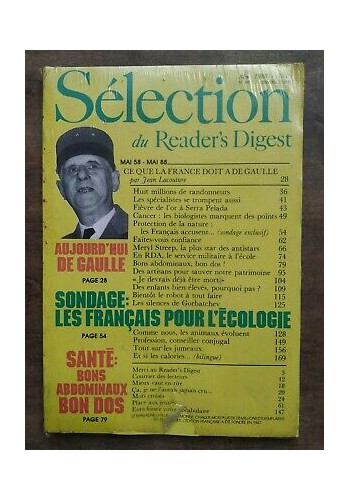 Sélection
du Reader's Digest
MAI 58 - MAI 88
CE QUE LA FRANCE DOIT A DE GAULLE
par Jean Lacouture 28
Huit millions de randonneurs 36
Les spécialistes se trompent aussi 41
Fièvre de l'or à Serra Pelada 43
Cancer : les biologistes marquent des points 49
Protection de la nature :
les Français accusent... (sondage exclusif) 54
Faites-vous confiance 62
Meryl Streep, la plus star des antistars 66
En RDA, le service militaire à l'école 74
Bons abdominaux, bon dos ! 79
Des artisans pour sauver notre patrimoine 95
« Je devrais déjà être mort » 104
Des enfants bien élevés, pourquoi pas ? 109
Bientôt le robot à tout faire 115
Les silences de Gorbatchev 125
Comme nous, les animaux évoluent 128
Profession, conseiller conjugal 149
Tout sur les jumeaux 156
Et si les calories... (bilingue) 169
Merci au Reader's Digest 5
Courrier des lecteurs 12
Mieux vaut en rire 18
Ça, je ne l'aurais jamais cru... 20
Mots croisés 24
Place aux jeunes 61
Enrichissez votre vocabulaire 147
AUJOURD'HUI
DE GAULLE
PAGE 28
SONDAGE:
LES FRANÇAIS POUR L'ÉCOLOGIE
PAGE 54
SANTÉ:
BONS
ABDOMINAUX
BON DOS
PAGE 79